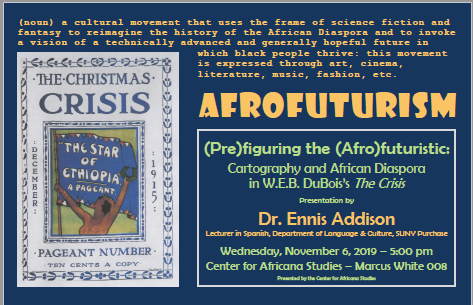 (noun) a cultural movement that uses the frame of science fiction and
fantasy to reimagine the history of the African Diaspora and to invoke
a vision of a technically advanced and generally hopeful future in
which black people thrive: this movement
is expressed through art, cinema,
literature, music, fashion, etc.
AFROFUTURISM
·THE·CHRISTMAS·
CRISIS
DECEMBER
1915
"THE STAR
OF
ETHIOPIA
A PAGEANT"
·PAGEANT NUMBER·
TEN CENTS A COPY
(Pre)figuring the (Afro)futuristic:
Cartography and African Diaspora
in W.E.B. DuBois's The Crisis
Presentation by
Dr. Ennis Addison
Lecturer in Spanish, Department of Language & Culture, SUNY Purchase
Wednesday, November 6, 2019 – 5:00 pm
Center for Africana Studies – Marcus White 008
Presented by the Center for Africana Studies